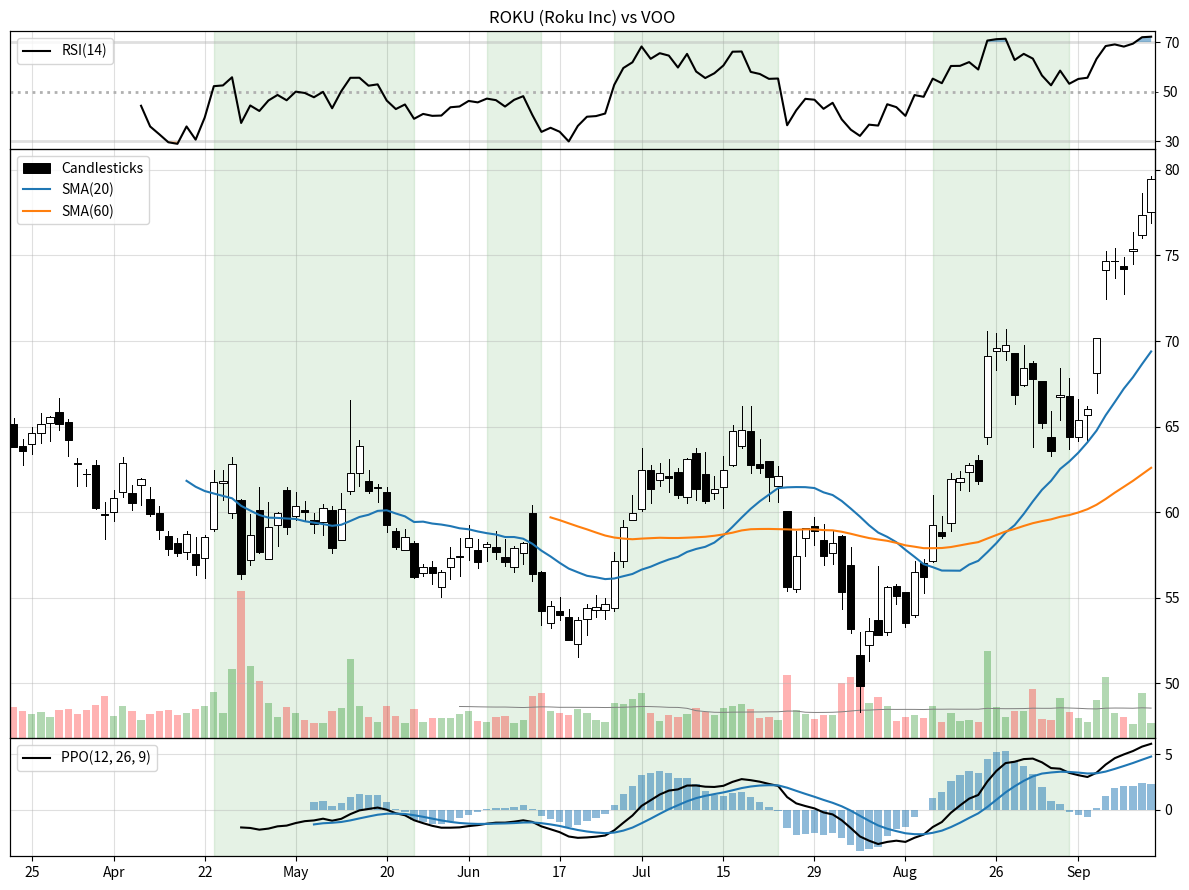 ROKU (Roku Inc) vs VOO
RSI(14)
70
50
30
Candlesticks
SMA(20)
SMA(60)
80
75
70
65
60
55
50
PPO(12, 26, 9)
5
0
25 Apr 22 May 20 Jun 17 Jul 15 29 Aug 26 Sep